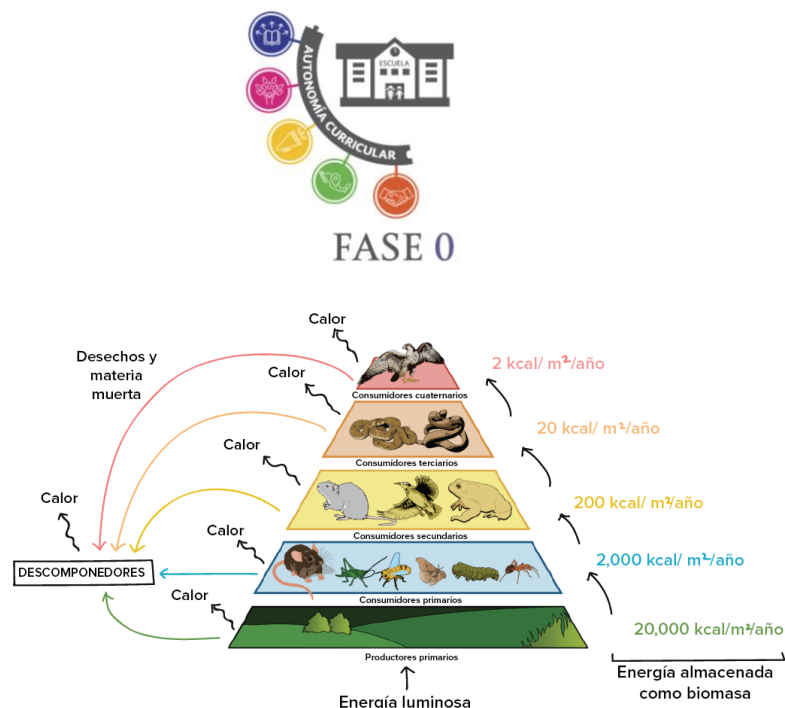 ESCUELA
AUTONOMÍA CURRICULAR
FASE 0
Calor
Desechos y
materia
muerta
2 kcal/ m²/año
Consumidores cuaternarios
Calor
20 kcal/ m²/año
Consumidores terciarios
Calor
200 kcal/ m²/año
Consumidores secundarios
Calor
Calor
2,000 kcal/ m²/año
DESCOMPONEDORES
Consumidores primarios
Calor
20,000 kcal/m²/año
Productores primarios
Energía luminosa
Energía almacenada
como biomasa